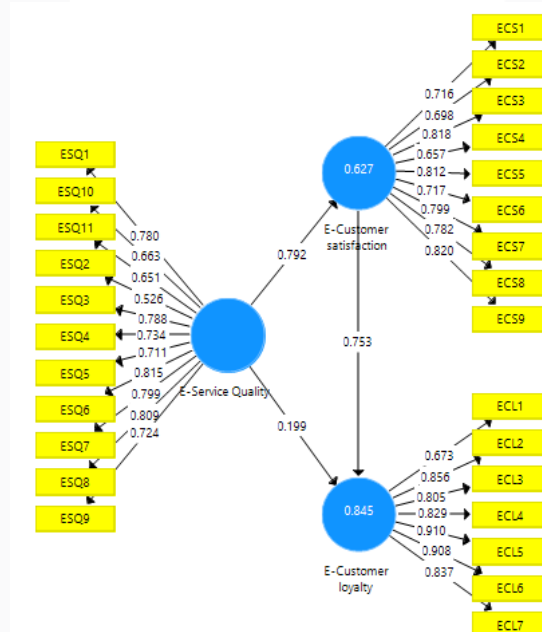 ESQ1
ESQ10
ESQ11
ESQ2
ESQ3
ESQ4
ESQ5
ESQ6
ESQ7
ESQ8
ESQ9
0.780
0.663
0.651
0.526
0.788
0.734
0.711
0.815
0.799
0.809
0.724
E-Service Quality
0.792
0.199
0.627
E-Customer
satisfaction
0.753
0.845
E-Customer
loyalty
0.716
0.698
0.818
0.657
0.812
0.717
0.799
0.782
0.820
ECS1
ECS2
ECS3
ECS4
ECS5
ECS6
ECS7
ECS8
ECS9
0.673
0.856
0.805
0.829
0.910
0.908
0.837
ECL1
ECL2
ECL3
ECL4
ECL5
ECL6
ECL7